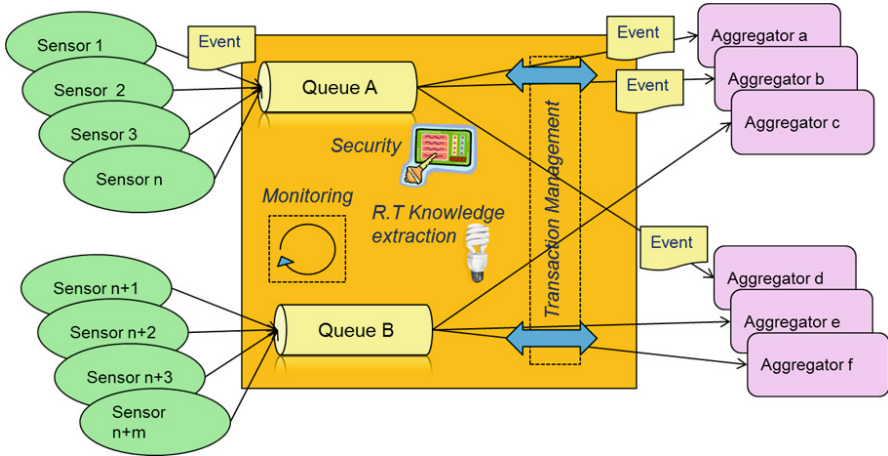 Sensor 1
Sensor 2
Sensor 3
Sensor n
Event
Queue A
Security
Monitoring
R.T Knowledge
extraction
Transaction Management
Event
Event
Aggregator a
Aggregator b
Aggregator c
Sensor n+1
Sensor n+2
Sensor n+3
Sensor
n+m
Queue B
Event
Aggregator d
Aggregator e
Aggregator f